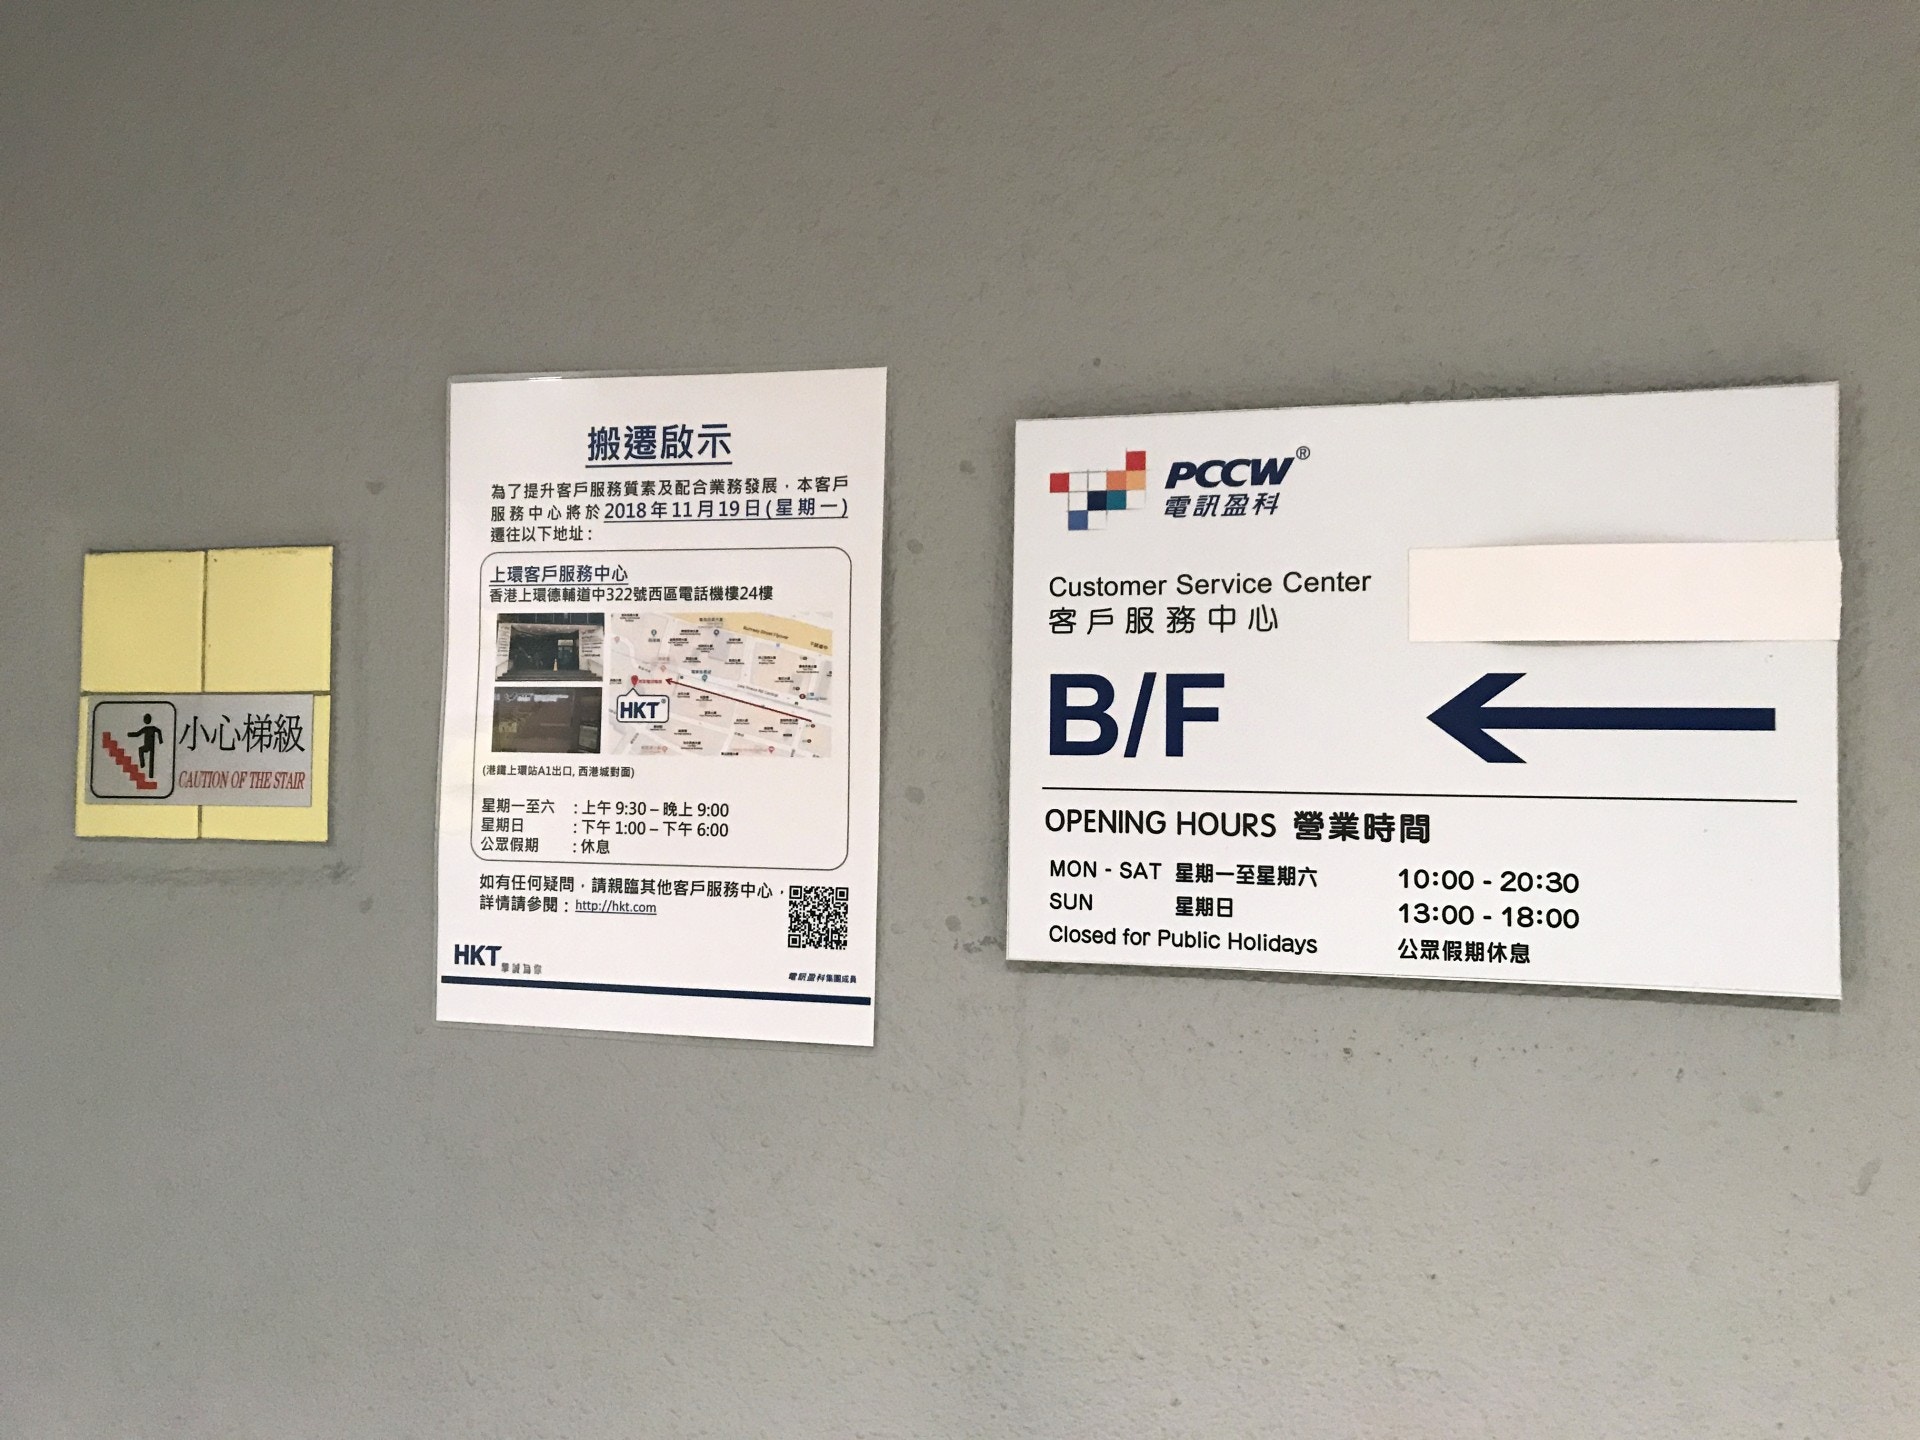 小心梯級
CAUTION OF THE STAIR
搬遷啟示
為了提升客戶服務質素及配合業務發展，本客戶
服務中心將於2018年11月19日(星期一)
遷往以下地址：
上環客戶服務中心
香港上環德輔道中322號西區電話機樓24樓
HKT
(港鐵上環站A1出口, 西港城對面)
星期一至六 : 上午 9:30 – 晚上 9:00
星期日 : 下午 1:00 – 下午 6:00
公眾假期 : 休息
如有任何疑問，請親臨其他客戶服務中心，
詳情請參閱：http://hkt.com
HKT
電訊盈科集團成員
PCCW®
電訊盈科
Customer Service Center
客戶服務中心
B/F
OPENING HOURS 營業時間
MON - SAT 星期一至星期六 10:00 - 20:30
SUN 星期日 13:00 - 18:00
Closed for Public Holidays 公眾假期休息